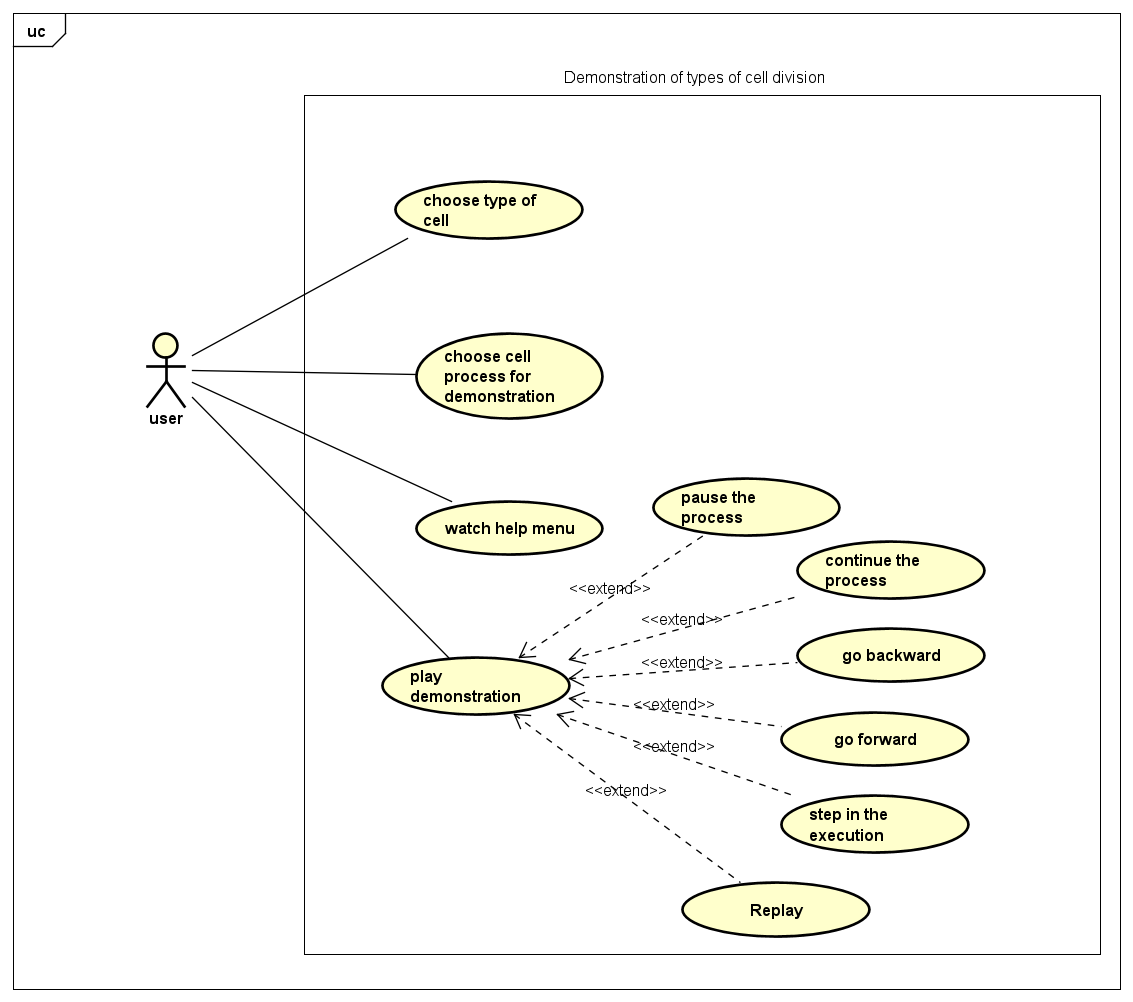 uc
Demonstration of types of cell division
choose type of
cell
choose cell
process for
demonstration
user
watch help menu
pause the
process
continue the
process
<<extend>>
<<extend>>
go backward
<<extend>>
play
demonstration
<<extend>>
go forward
<<extend>>
step in the
execution
<<extend>>
Replay